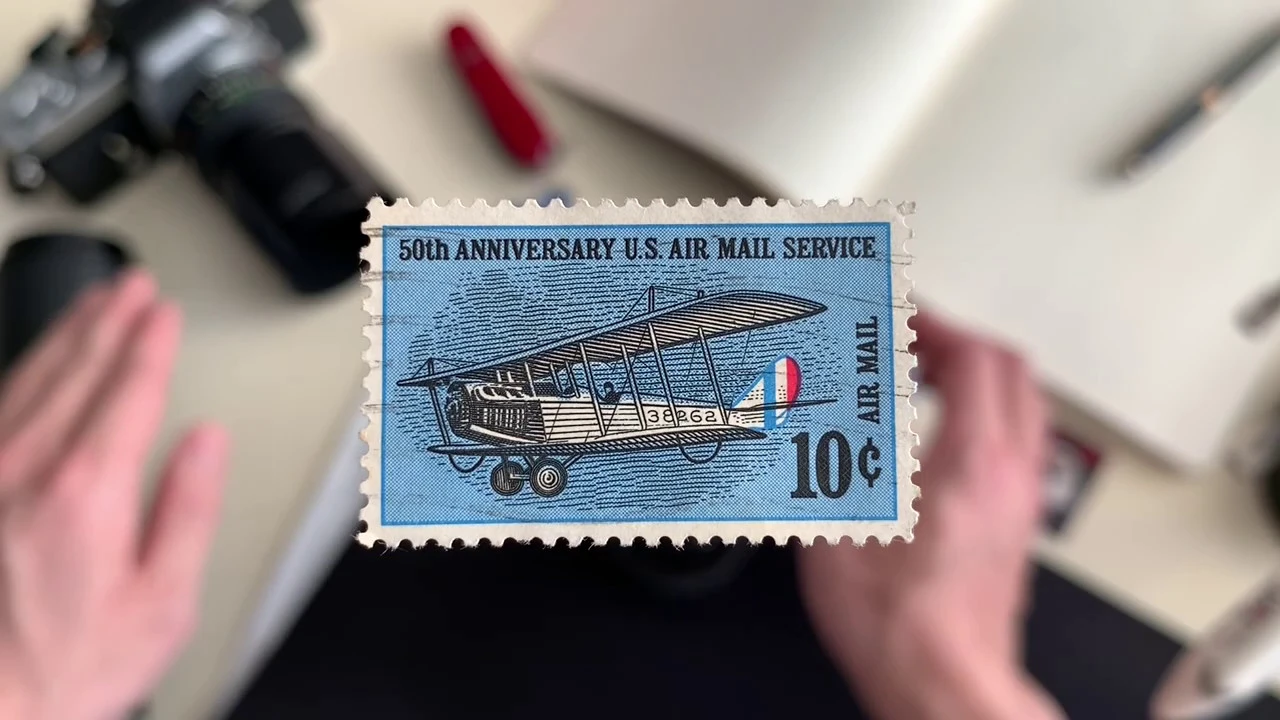 50th ANNIVERSARY U.S. AIR MAIL SERVICE
AIR MAIL
38262
10¢